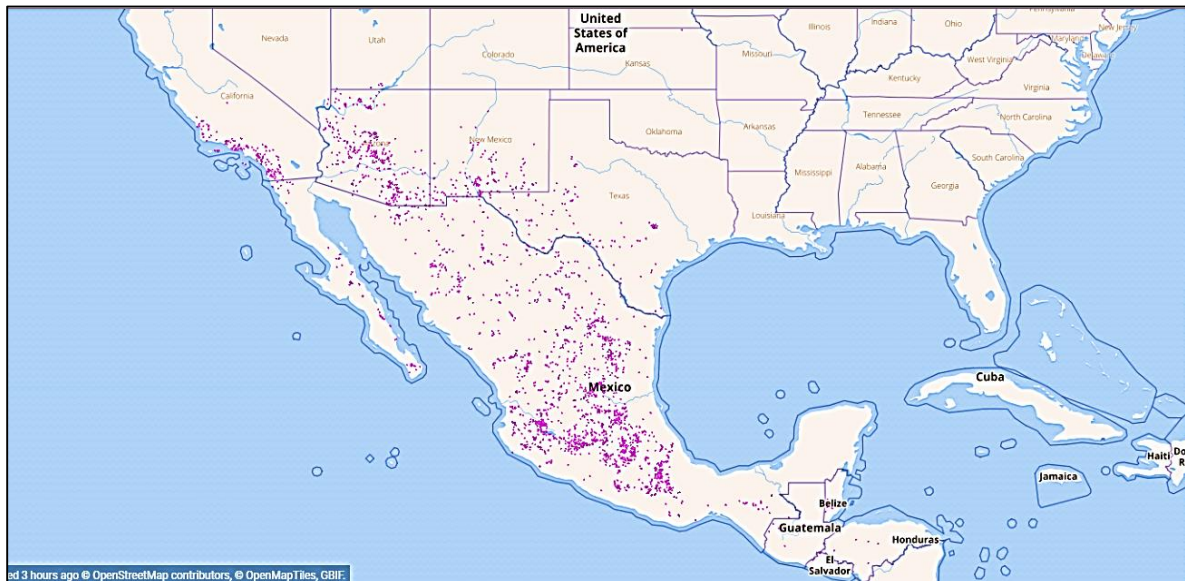 United
States of
America
Nevada
Utah
Colorado
Kansas
Missouri
Illinois
Indiana
Ohio
Maryland
New Jersey
West Virginia
Kentucky
Virginia
California
New Mexico
Oklahoma
Arkansas
Tennessee
North Carolina
South Carolina
Texas
Louisiana
Mississippi
Alabama
Georgia
Mexico
Cuba
Haiti
Jamaica
Belize
Guatemala
Honduras
El
Salvador
ed 3 hours ago © OpenStreetMap contributors, © OpenMapTiles, GBIF.